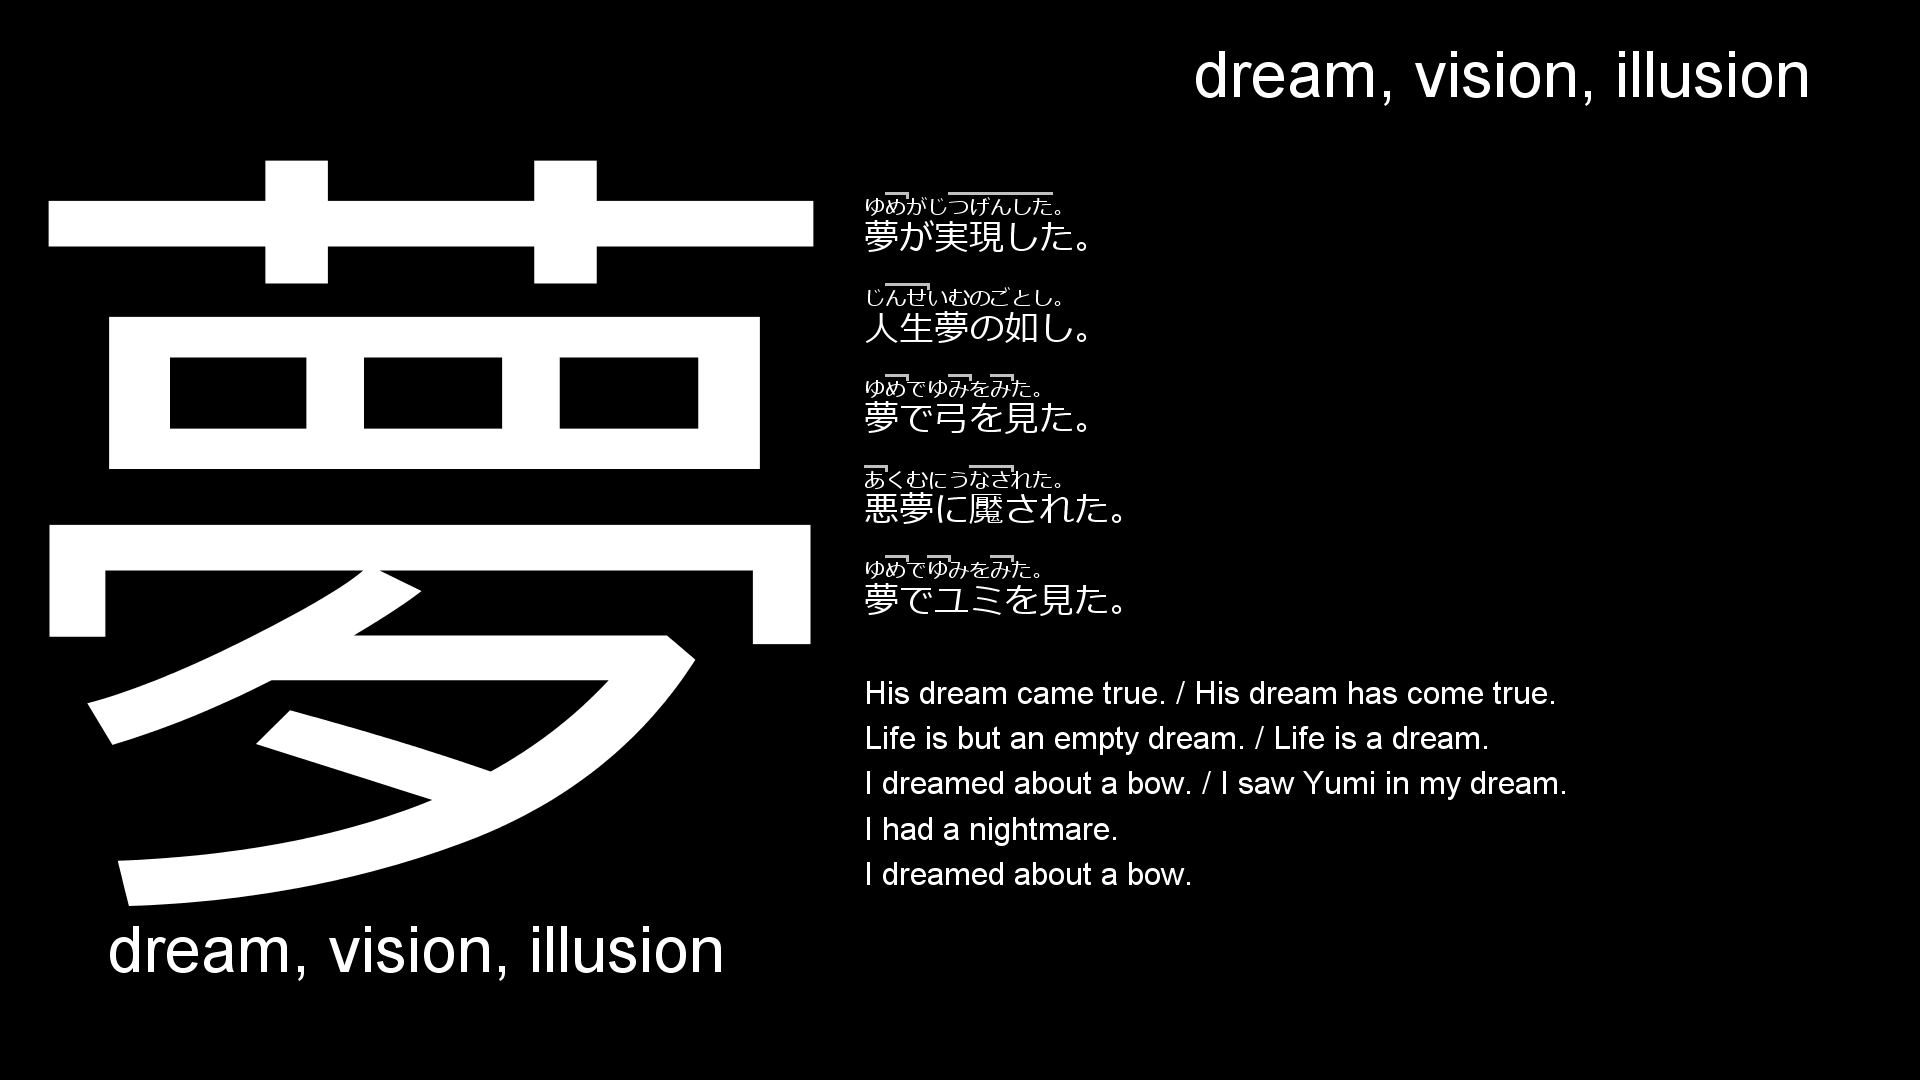 dream, vision, illusion
夢
dream, vision, illusion
ゆめがじつげんした。
夢が実現した。
じんせいむのごとし。
人生夢の如し。
ゆめでゆみをみた。
夢で弓を見た。
あくむにうなされた。
悪夢に魘された。
ゆめでゆみをみた。
夢でユミを見た。
His dream came true. / His dream has come true.
Life is but an empty dream. / Life is a dream.
I dreamed about a bow. / I saw Yumi in my dream.
I had a nightmare.
I dreamed about a bow.